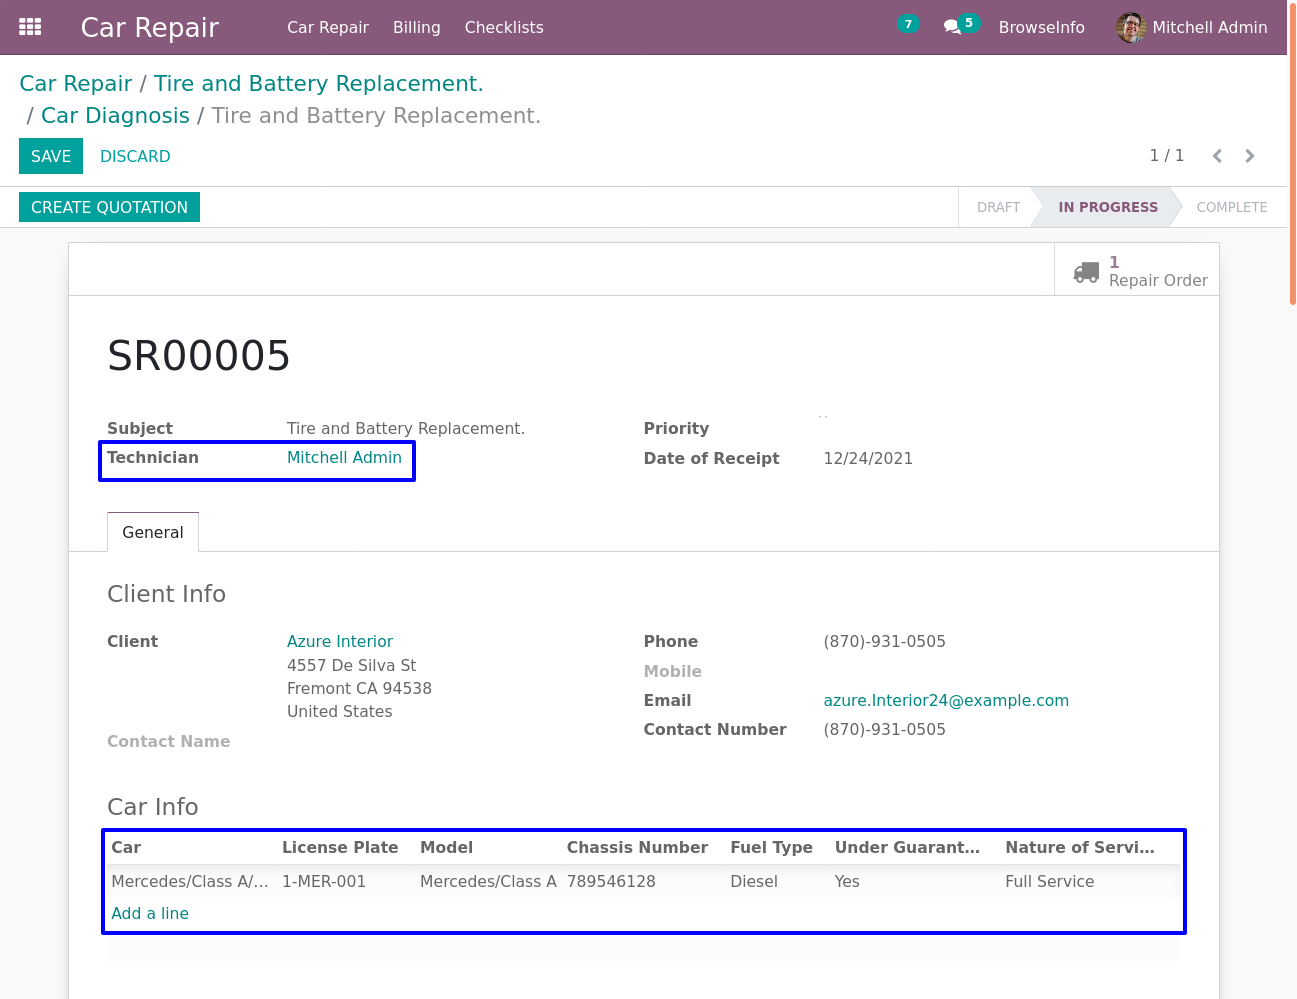 Car Repair Car Repair Billing Checklists 7 5 BrowseInfo Mitchell Admin
Car Repair / Tire and Battery Replacement.
/ Car Diagnosis / Tire and Battery Replacement.
SAVE DISCARD 1 / 1
CREATE QUOTATION DRAFT IN PROGRESS COMPLETE
1
Repair Order
SR00005
Subject Tire and Battery Replacement. Priority
Technician Mitchell Admin Date of Receipt 12/24/2021
General
Client Info
Client Azure Interior Phone (870)-931-0505
4557 De Silva St Mobile
Fremont CA 94538 Email azure.Interior24@example.com
United States Contact Number (870)-931-0505
Contact Name
Car Info
Car License Plate Model Chassis Number Fuel Type Under Guarant... Nature of Servi...
Mercedes/Class A/... 1-MER-001 Mercedes/Class A 789546128 Diesel Yes Full Service
Add a line